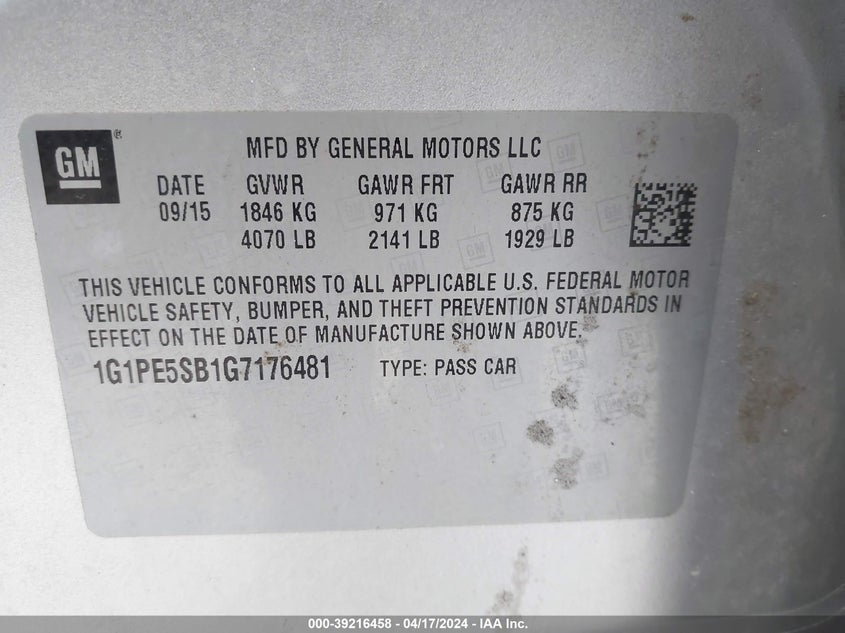 GM ®
MFD BY GENERAL MOTORS LLC
DATE GVWR GAWR FRT GAWR RR
09/15 1846 KG 971 KG 875 KG
4070 LB 2141 LB 1929 LB
THIS VEHICLE CONFORMS TO ALL APPLICABLE U.S. FEDERAL MOTOR
VEHICLE SAFETY, BUMPER, AND THEFT PREVENTION STANDARDS IN
EFFECT ON THE DATE OF MANUFACTURE SHOWN ABOVE.
1G1PE5SB1G7176481 TYPE: PASS CAR
000-39216458 - 04/17/2024 - IAA Inc.